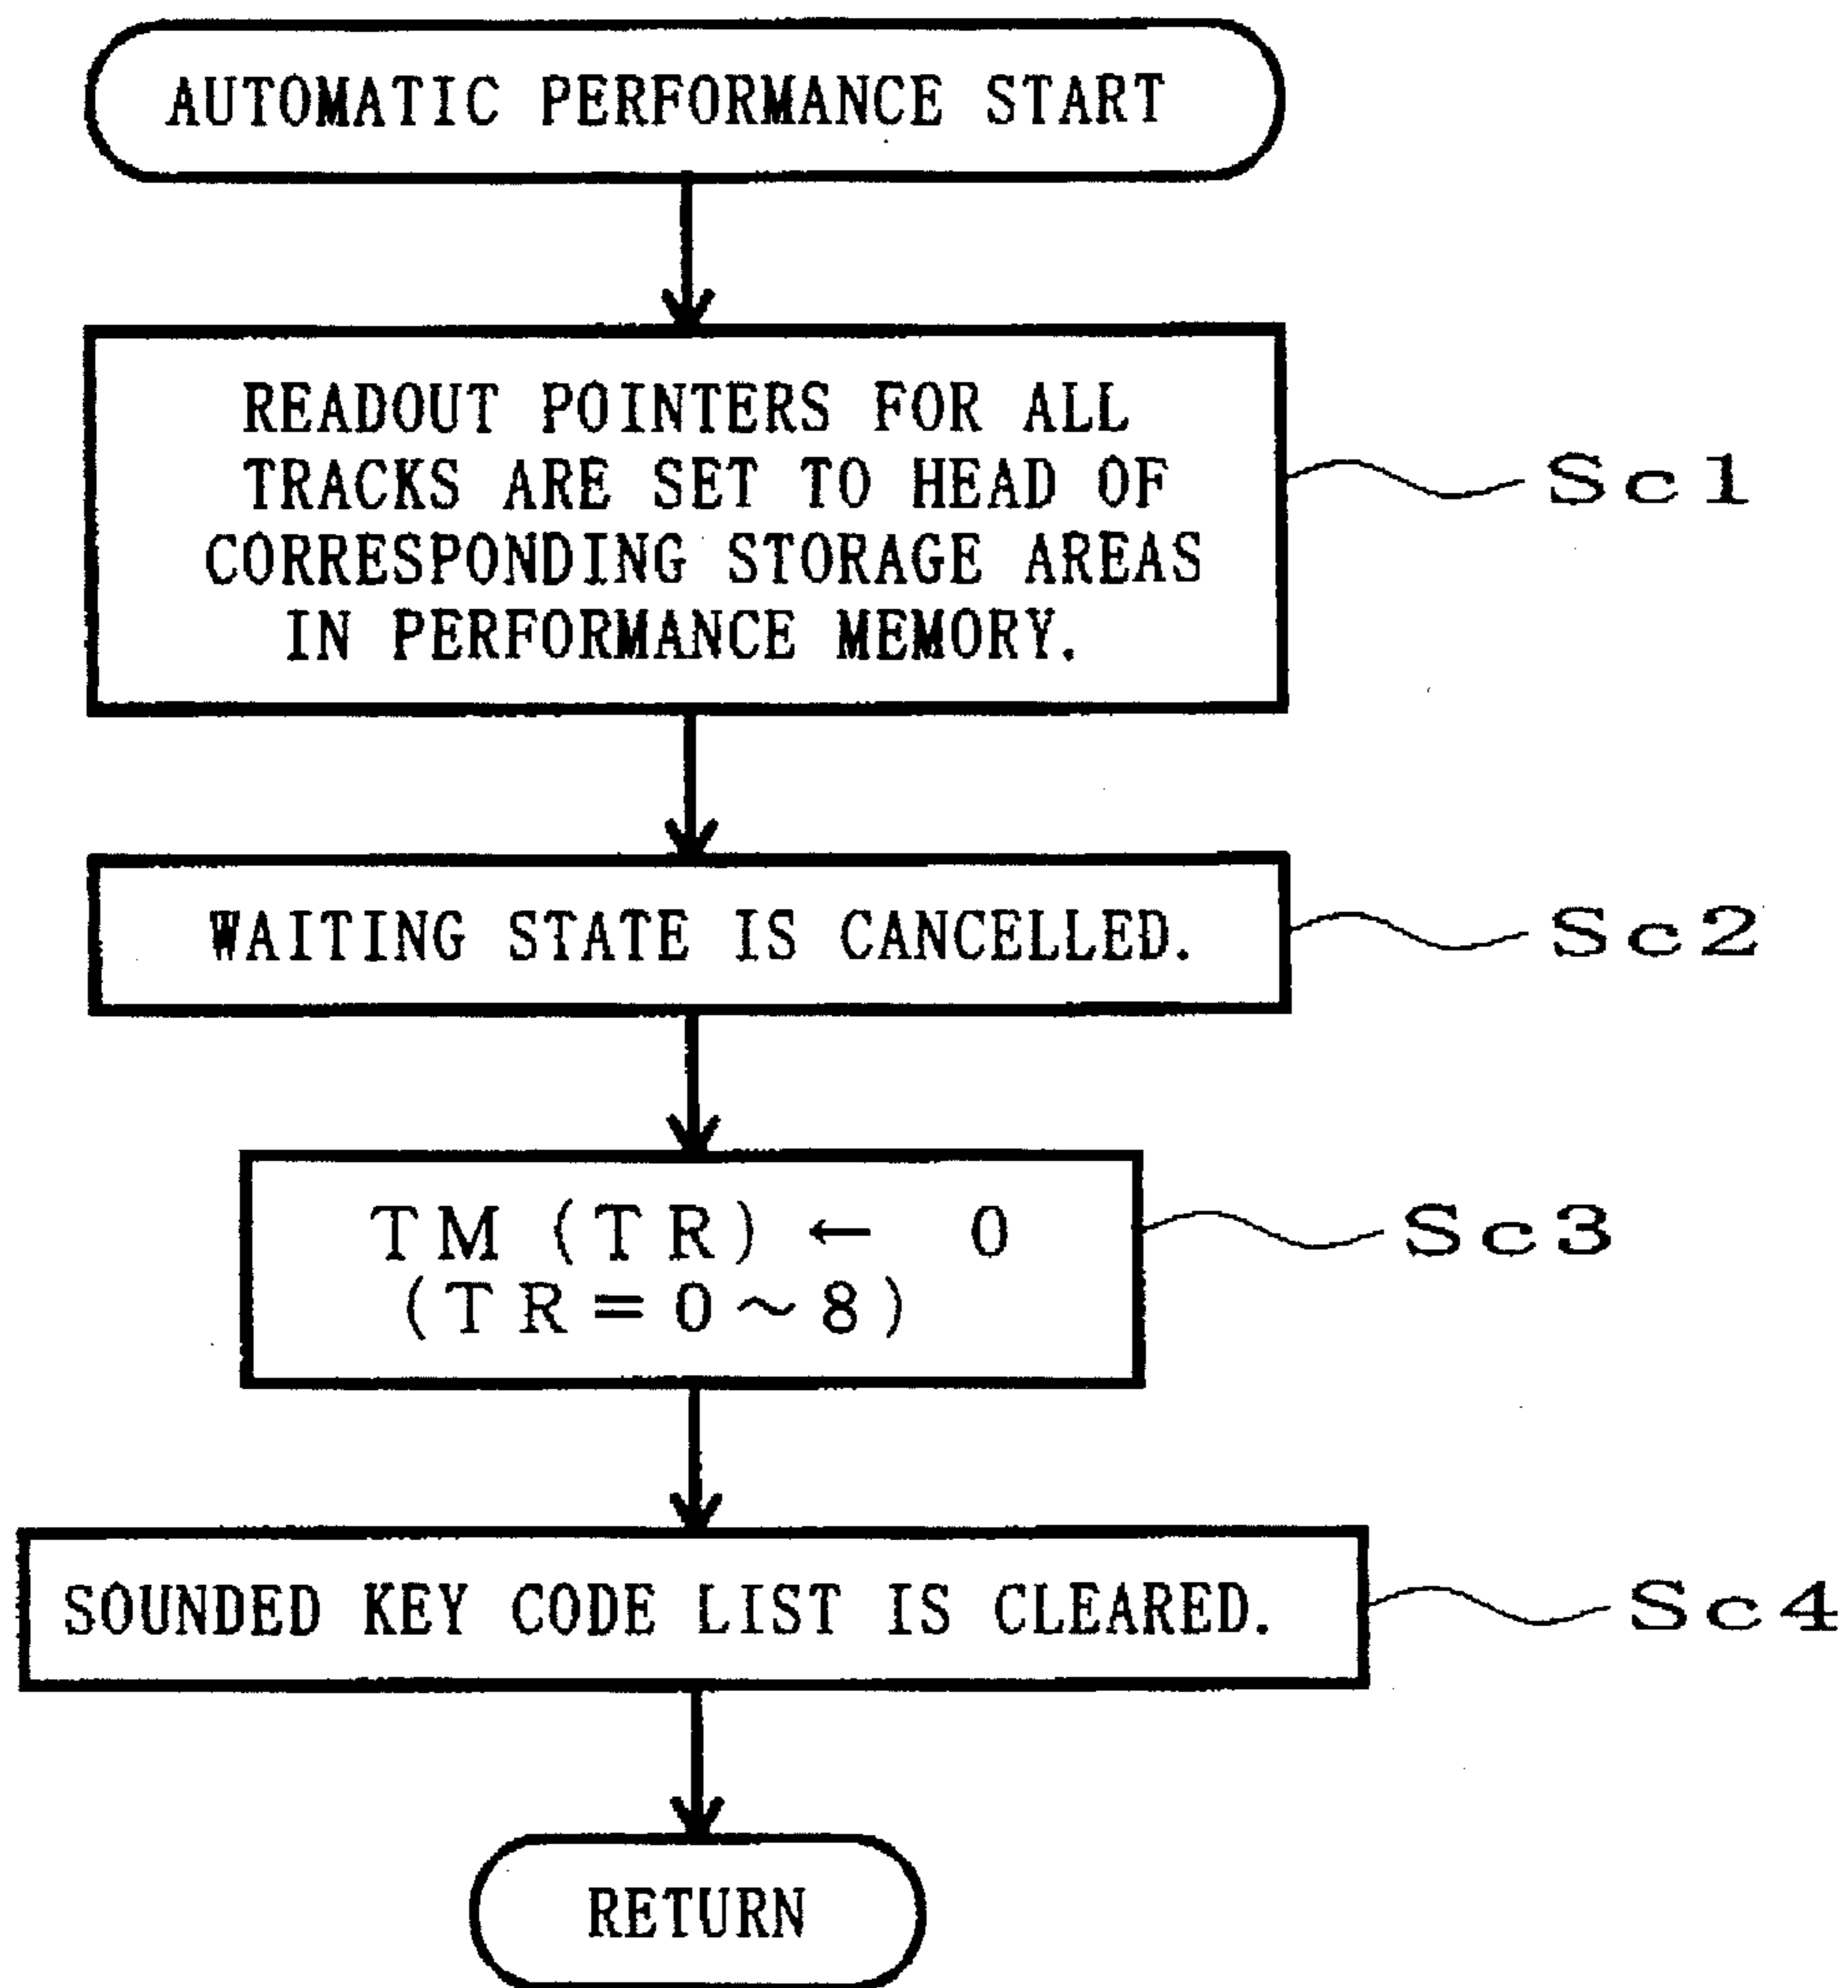 AUTOMATIC PERFORMANCE START
READOUT POINTERS FOR ALL
TRACKS ARE SET TO HEAD OF
CORRESPONDING STORAGE AREAS
IN PERFORMANCE MEMORY.
Sc1
WAITING STATE IS CANCELLED.
Sc2
TM (TR) ← 0
(TR=0~8)
Sc3
SOUNDED KEY CODE LIST IS CLEARED.
Sc4
RETURN